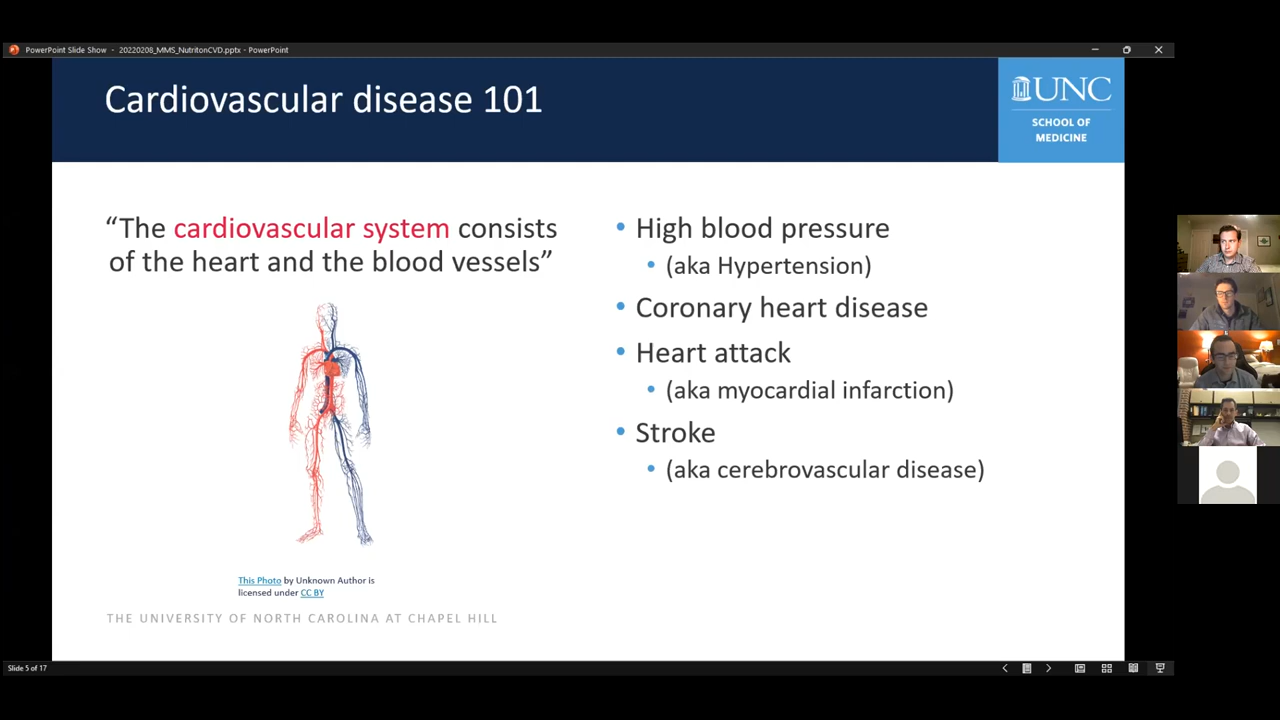 PowerPoint Slide Show - 20220208_MMS_NutritonCVD.pptx - PowerPoint
Cardiovascular disease 101
UNC
SCHOOL OF
MEDICINE
“The cardiovascular system consists
of the heart and the blood vessels”
• High blood pressure
• (aka Hypertension)
• Coronary heart disease
• Heart attack
• (aka myocardial infarction)
• Stroke
• (aka cerebrovascular disease)
This Photo by Unknown Author is
licensed under CC BY
THE UNIVERSITY OF NORTH CAROLINA AT CHAPEL HILL
Slide 5 of 17